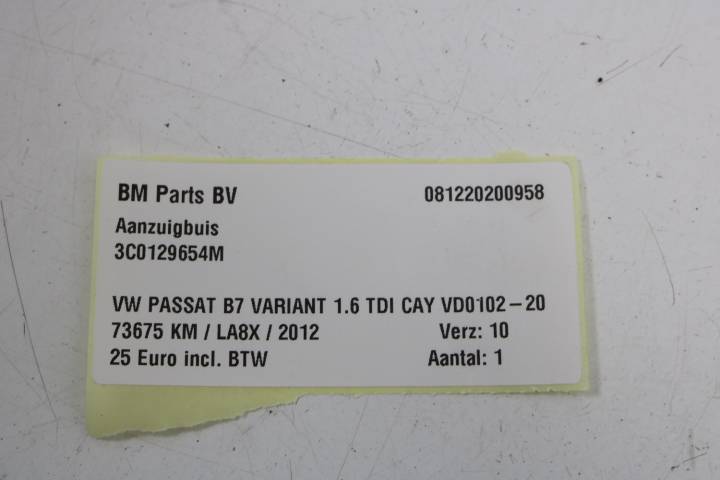 BM Parts BV 081220200958
Aanzuigbuis
3C0129654M
VW PASSAT B7 VARIANT 1.6 TDI CAY VD0102-20
73675 KM / LA8X / 2012 Verz: 10
25 Euro incl. BTW Aantal: 1